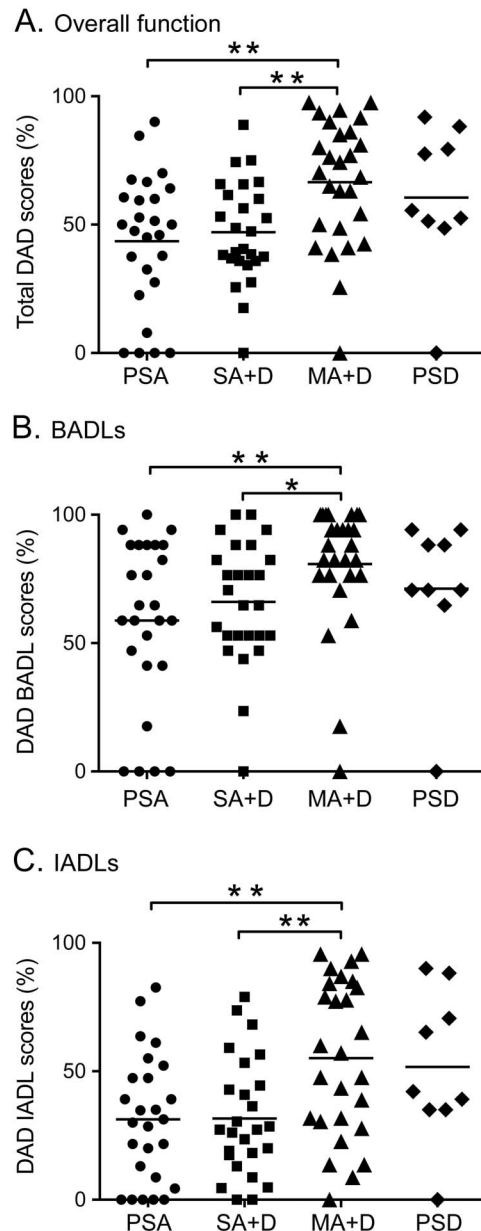 A. Overall function
**
**
Total DAD scores (%)
100
50
0
PSA SA+D MA+D PSD
B. BADLs
**
*
DAD BADL scores (%)
100
50
0
PSA SA+D MA+D PSD
C. IADLs
**
**
DAD IADL scores (%)
100
50
0
PSA SA+D MA+D PSD